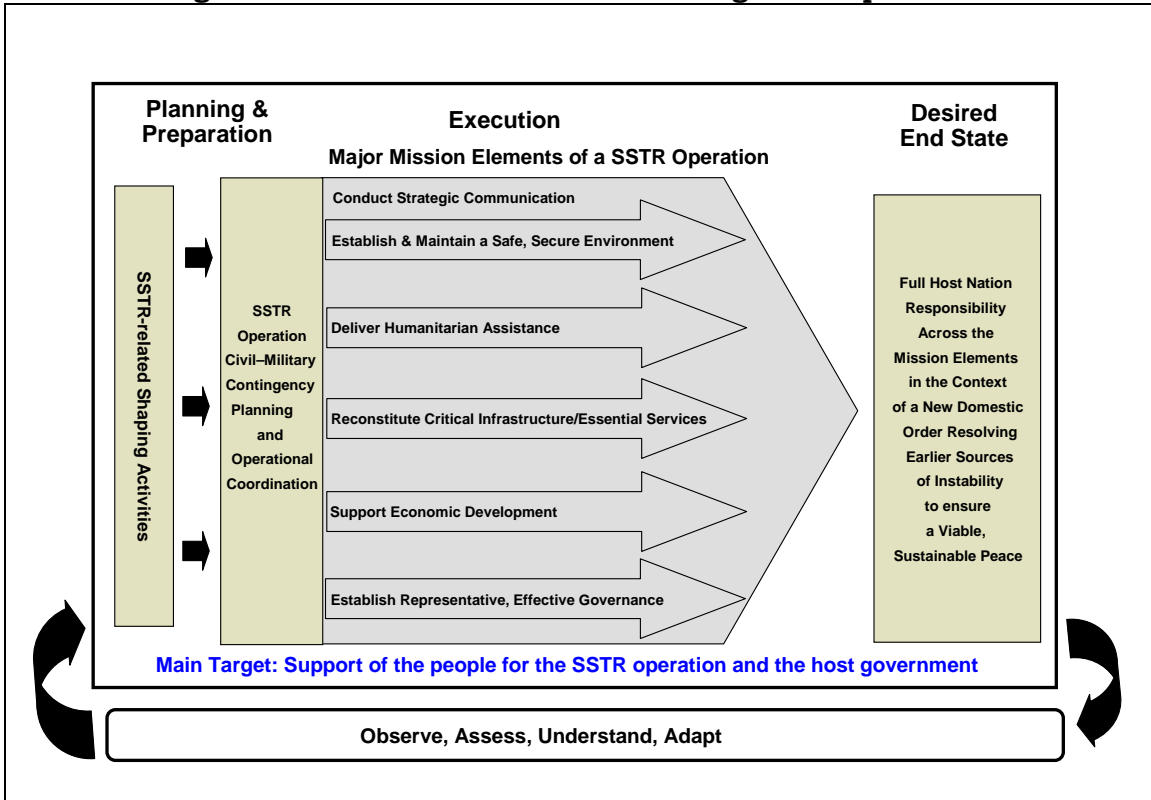 Planning &
Preparation
Execution
Desired
End State
Major Mission Elements of a SSTR Operation
SSTR-related Shaping Activities
SSTR
Operation
Civil–Military
Contingency
Planning
and
Operational
Coordination
Conduct Strategic Communication
Establish & Maintain a Safe, Secure Environment
Deliver Humanitarian Assistance
Reconstitute Critical Infrastructure/Essential Services
Support Economic Development
Establish Representative, Effective Governance
Full Host Nation
Responsibility
Across the
Mission Elements
in the Context
of a New Domestic
Order Resolving
Earlier Sources
of Instability
to ensure
a Viable,
Sustainable Peace
Main Target: Support of the people for the SSTR operation and the host government
Observe, Assess, Understand, Adapt